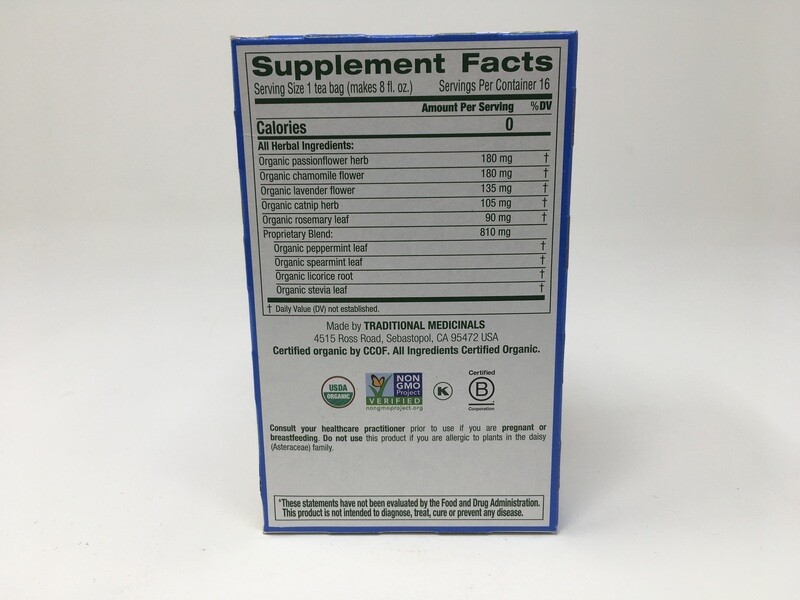 Supplement Facts
Serving Size 1 tea bag (makes 8 fl. oz.) Servings Per Container 16
Amount Per Serving %DV
Calories 0
All Herbal Ingredients:
Organic passionflower herb 180 mg †
Organic chamomile flower 180 mg †
Organic lavender flower 135 mg †
Organic catnip herb 105 mg †
Organic rosemary leaf 90 mg †
Proprietary Blend: 810 mg
Organic peppermint leaf †
Organic spearmint leaf †
Organic licorice root †
Organic stevia leaf †
† Daily Value (DV) not established.
Made by TRADITIONAL MEDICINALS
4515 Ross Road, Sebastopol, CA 95472 USA
Certified organic by CCOF. All Ingredients Certified Organic.
USDA
ORGANIC
NON
GMO
Project
VERIFIED
nongmoproject.org
K
Certified
B
Corporation
Consult your healthcare practitioner prior to use if you are pregnant or
breastfeeding. Do not use this product if you are allergic to plants in the daisy
(Asteraceae) family.
*These statements have not been evaluated by the Food and Drug Administration.
This product is not intended to diagnose, treat, cure or prevent any disease.